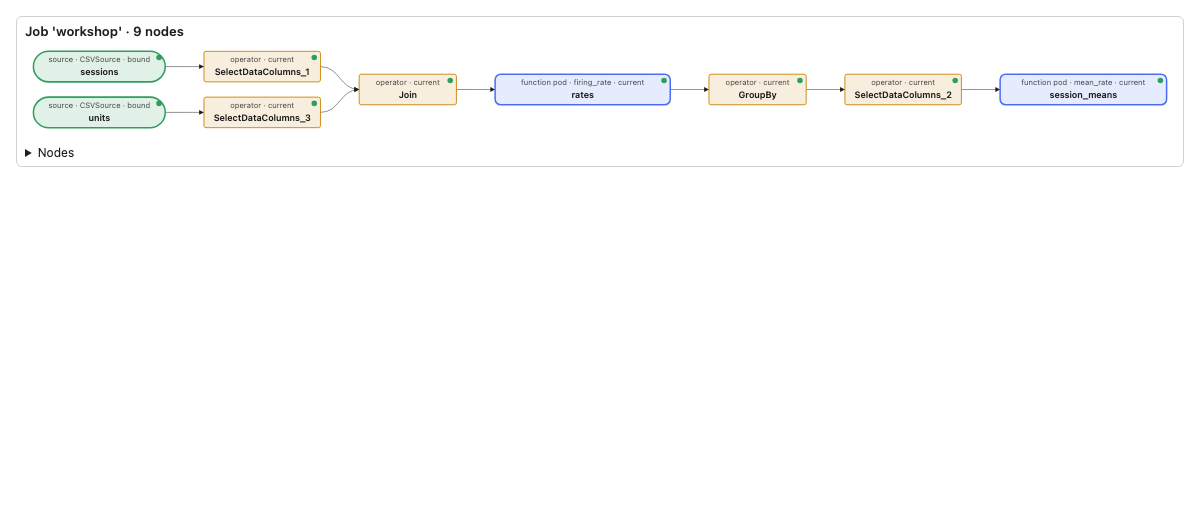 Job 'workshop' · 9 nodes
source · CSVSource · bound
sessions
operator · current
SelectDataColumns_1
source · CSVSource · bound
units
operator · current
SelectDataColumns_3
operator · current
Join
function pod · firing_rate · current
rates
operator · current
GroupBy
operator · current
SelectDataColumns_2
function pod · mean_rate · current
session_means
Nodes